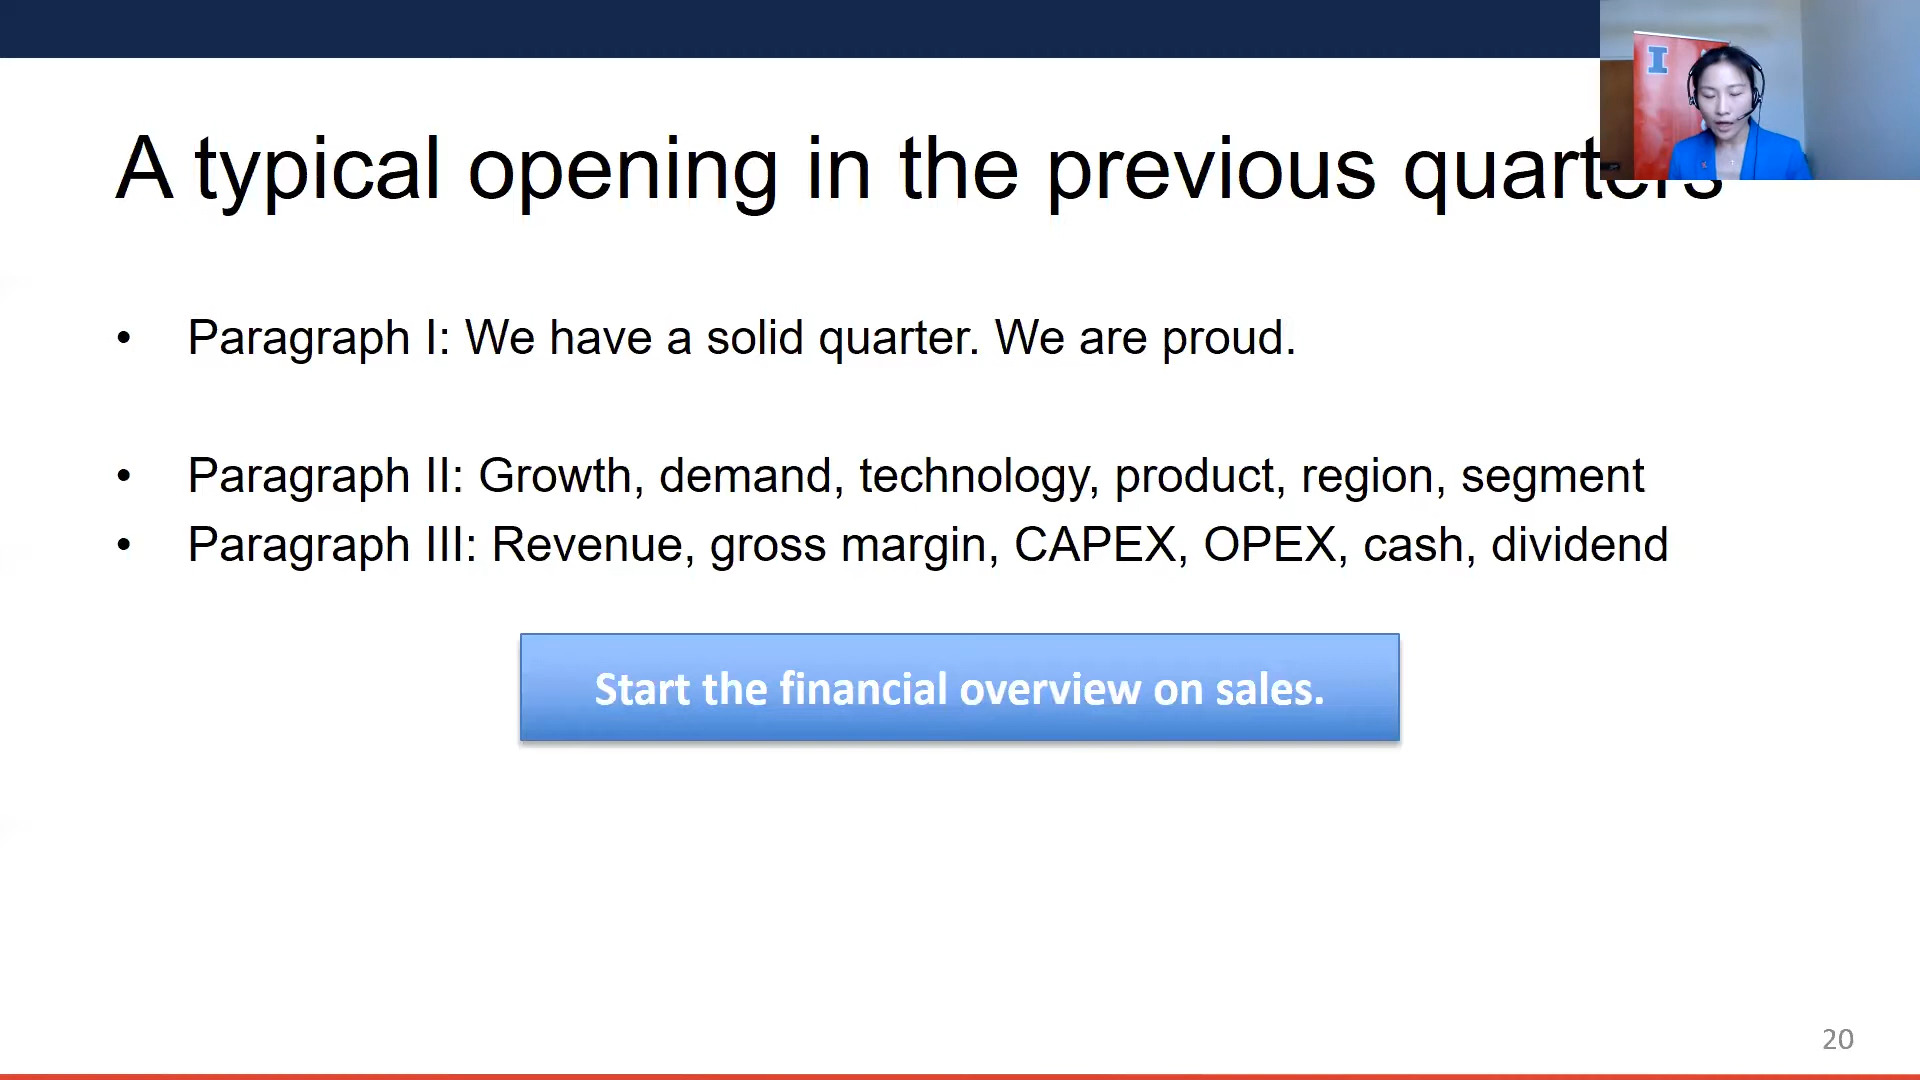 A typical opening in the previous quarters
I
• Paragraph I: We have a solid quarter. We are proud.
• Paragraph II: Growth, demand, technology, product, region, segment
• Paragraph III: Revenue, gross margin, CAPEX, OPEX, cash, dividend
Start the financial overview on sales.
20